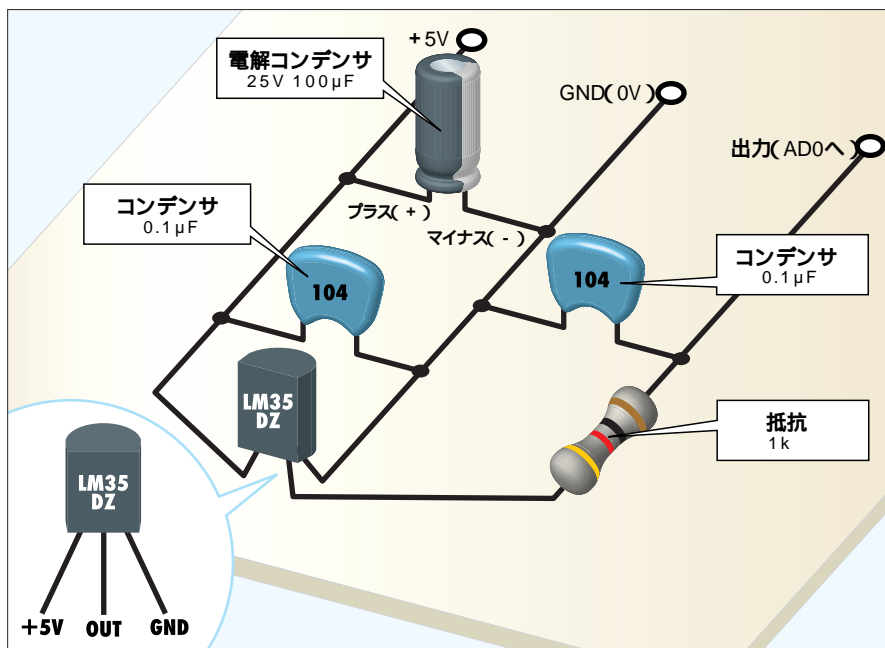 +5V
電解コンデンサ
25V 100μF
GND(0V)
出力(AD0へ)
コンデンサ
0.1μF
プラス(+)
マイナス(-)
コンデンサ
0.1μF
104
104
LM35
DZ
抵抗
1k
LM35
DZ
+5V OUT GND